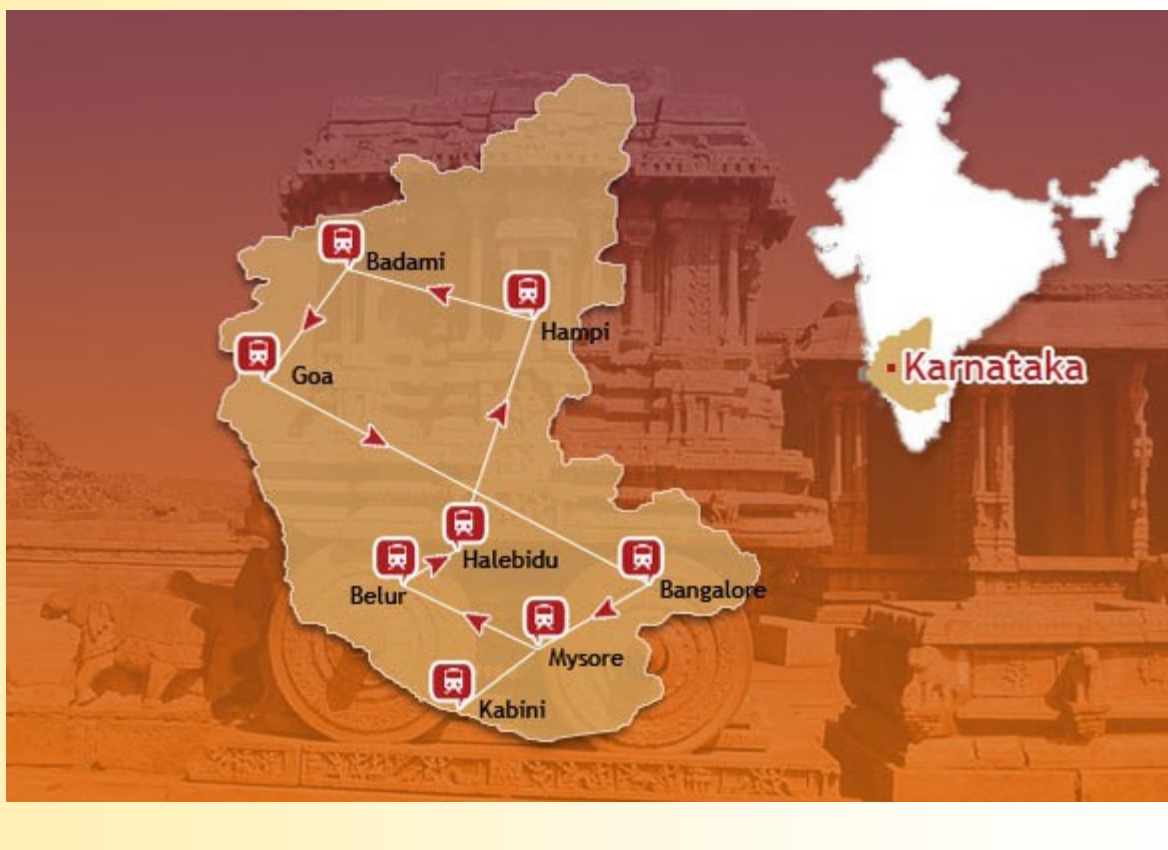 Badami
Hampi
Goa
Karnataka
Halebidu
Belur
Bangalore
Mysore
Kabini